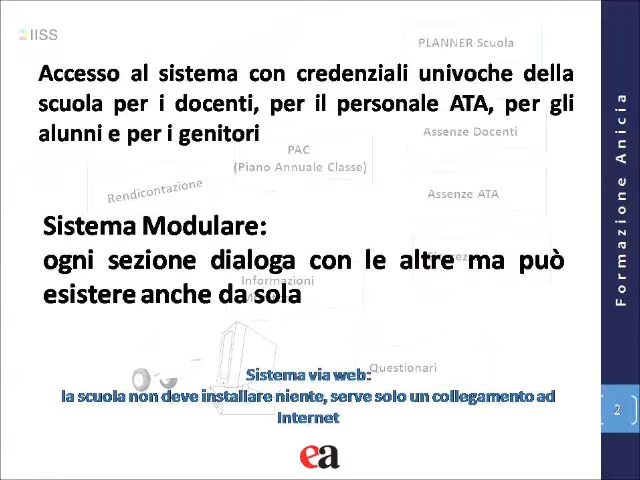 IISS
PLANNER Scuola
Accesso al sistema con credenziali univoche della
scuola per i docenti, per il personale ATA, per gli
alunni e per i genitori
Assenze Docenti
PAC
(Piano Annuale Classe)
Rendicontazione
Assenze ATA
Sistema Modulare:
ogni sezione dialoga con le altre ma può
esistere anche da sola
Informazioni
Questionari
Sistema via web:
la scuola non deve installare niente, serve solo un collegamento ad
Internet
ea
Formazione Anicia
2